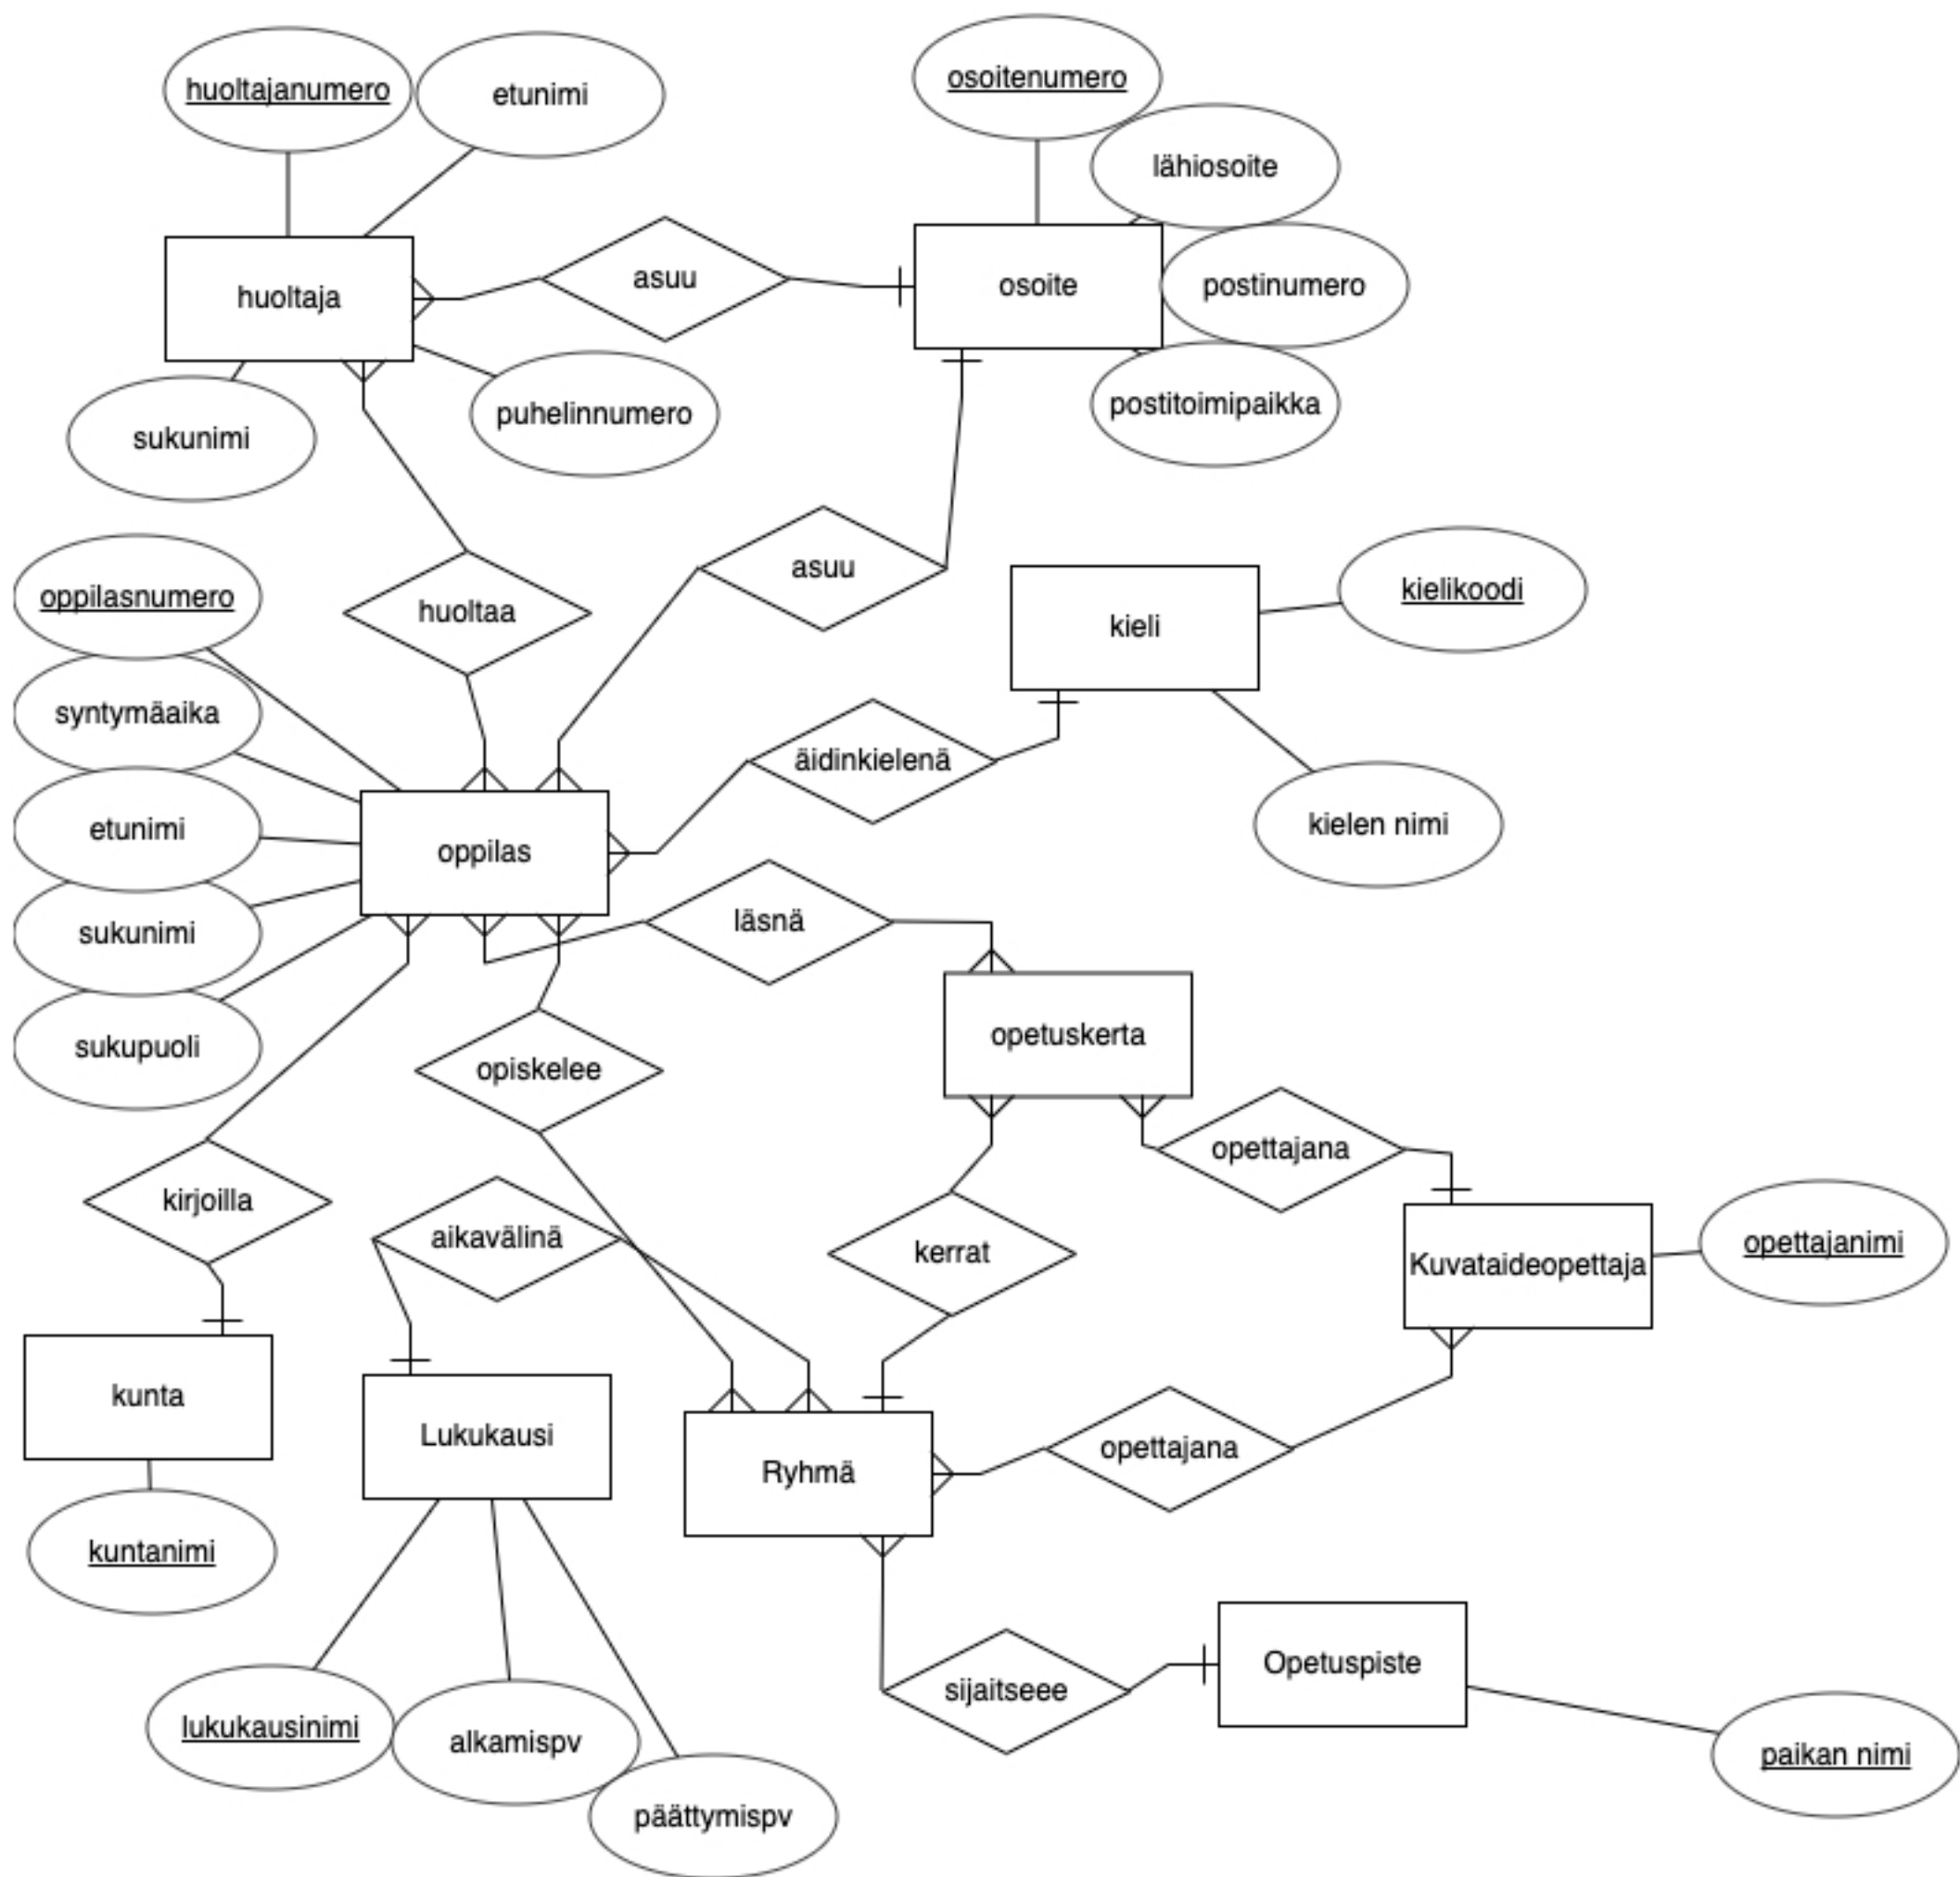 huoltajanumero
etunimi
osoitenumero
lähiosoite
huoltaja
asuu
osoite
postinumero
sukunimi
puhelinnumero
postitoimipaikka
oppilasnumero
huoltaa
asuu
kieli
kielikoodi
syntymäaika
äidinkielenä
kielen nimi
etunimi
oppilas
sukunimi
läsnä
sukupuoli
opiskelee
opetuskerta
opettajana
kirjoilla
aikavälinä
kerrat
Kuvataideopettaja
opettajanimi
kunta
Lukukausi
Ryhmä
opettajana
kuntanimi
sijaitseee
Opetuspiste
lukukausinimi
alkamispv
päättymispv
paikan nimi